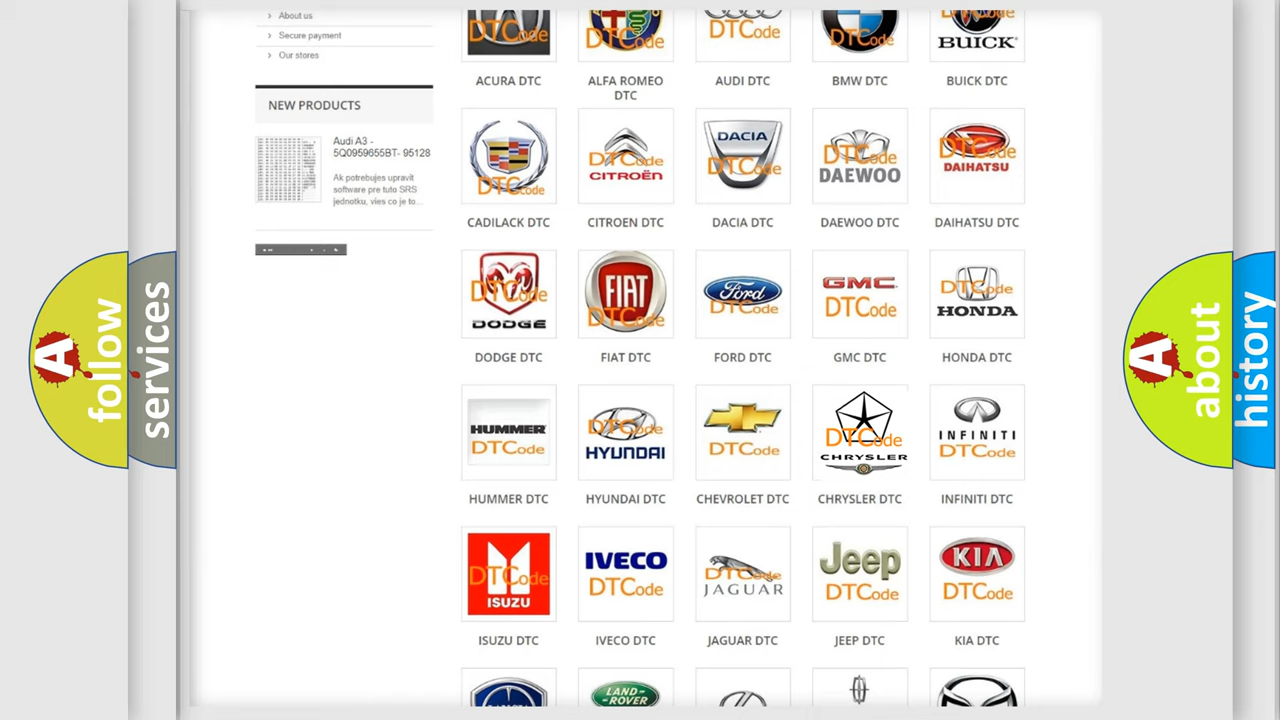 About us
Secure payment
Our stores
NEW PRODUCTS
Audi A3 -
5Q0959655BT- 95128
Ak potrebujes upravit
software pre tuto SRS
jednotku, vies co je to...
DTCode
DTCode
DTCode
DTCode
BUICK
ACURA DTC
ALFA ROMEO
DTC
AUDI DTC
BMW DTC
BUICK DTC
DTCode
DTCode
CITROËN
DACIA
DTCode
DTCode
DAEWOO
DTCode
DAIHATSU
CADILACK DTC
CITROEN DTC
DACIA DTC
DAEWOO DTC
DAIHATSU DTC
DTCode
DODGE
FIAT
DTCode
Ford
DTCode
GMC
DTCode
DTCode
HONDA
DODGE DTC
FIAT DTC
FORD DTC
GMC DTC
HONDA DTC
HUMMER
DTCode
DTCode
HYUNDAI
DTCode
DTCode
CHRYSLER
INFINITI
DTCode
HUMMER DTC
HYUNDAI DTC
CHEVROLET DTC
CHRYSLER DTC
INFINITI DTC
DTCode
ISUZU
IVECO
DTCode
DTCode
JAGUAR
Jeep
DTCode
KIA
DTCode
ISUZU DTC
IVECO DTC
JAGUAR DTC
JEEP DTC
KIA DTC
LAND-
ROVER
A
follow
services
A
about
history